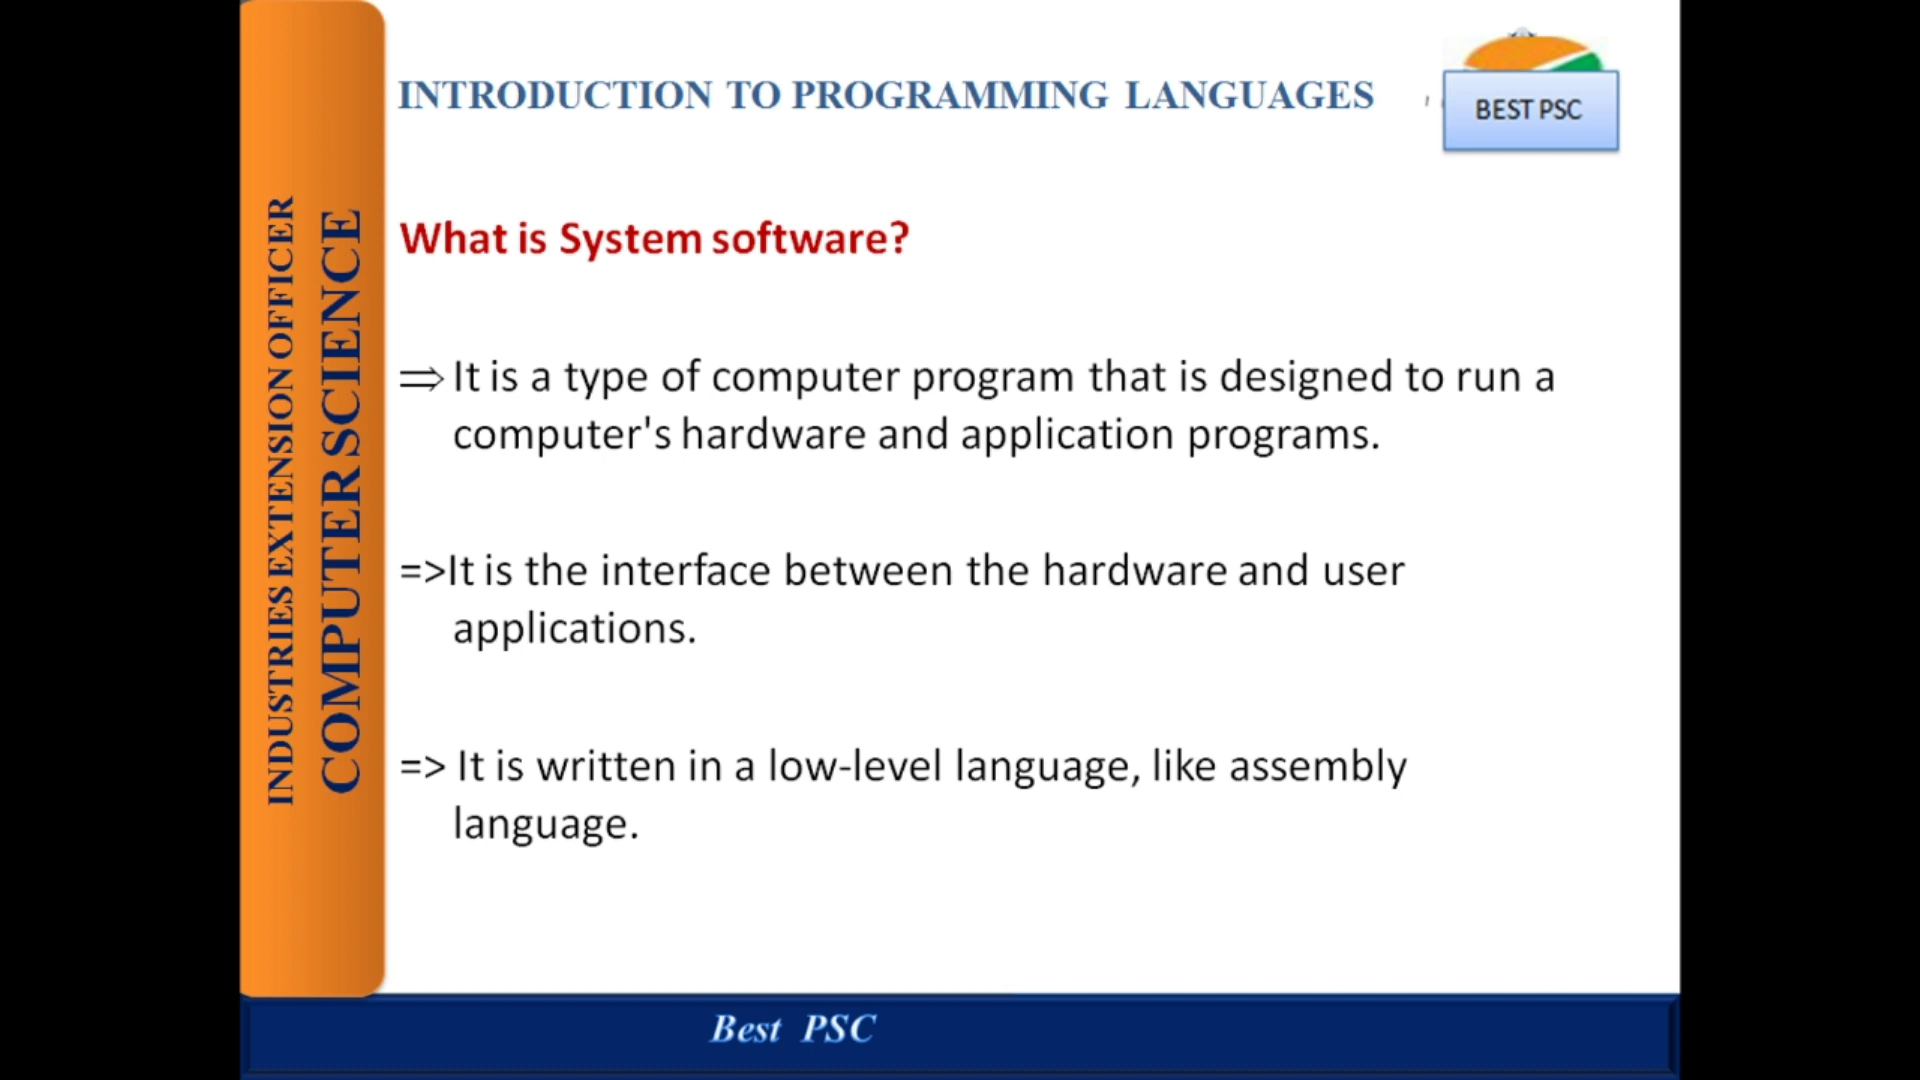 INTRODUCTION TO PROGRAMMING LANGUAGES
BEST PSC
INDUSTRIES EXTENSION OFFICER
COMPUTER SCIENCE
What is System software?
⇒ It is a type of computer program that is designed to run a
computer's hardware and application programs.
=>It is the interface between the hardware and user
applications.
=> It is written in a low-level language, like assembly
language.
Best PSC